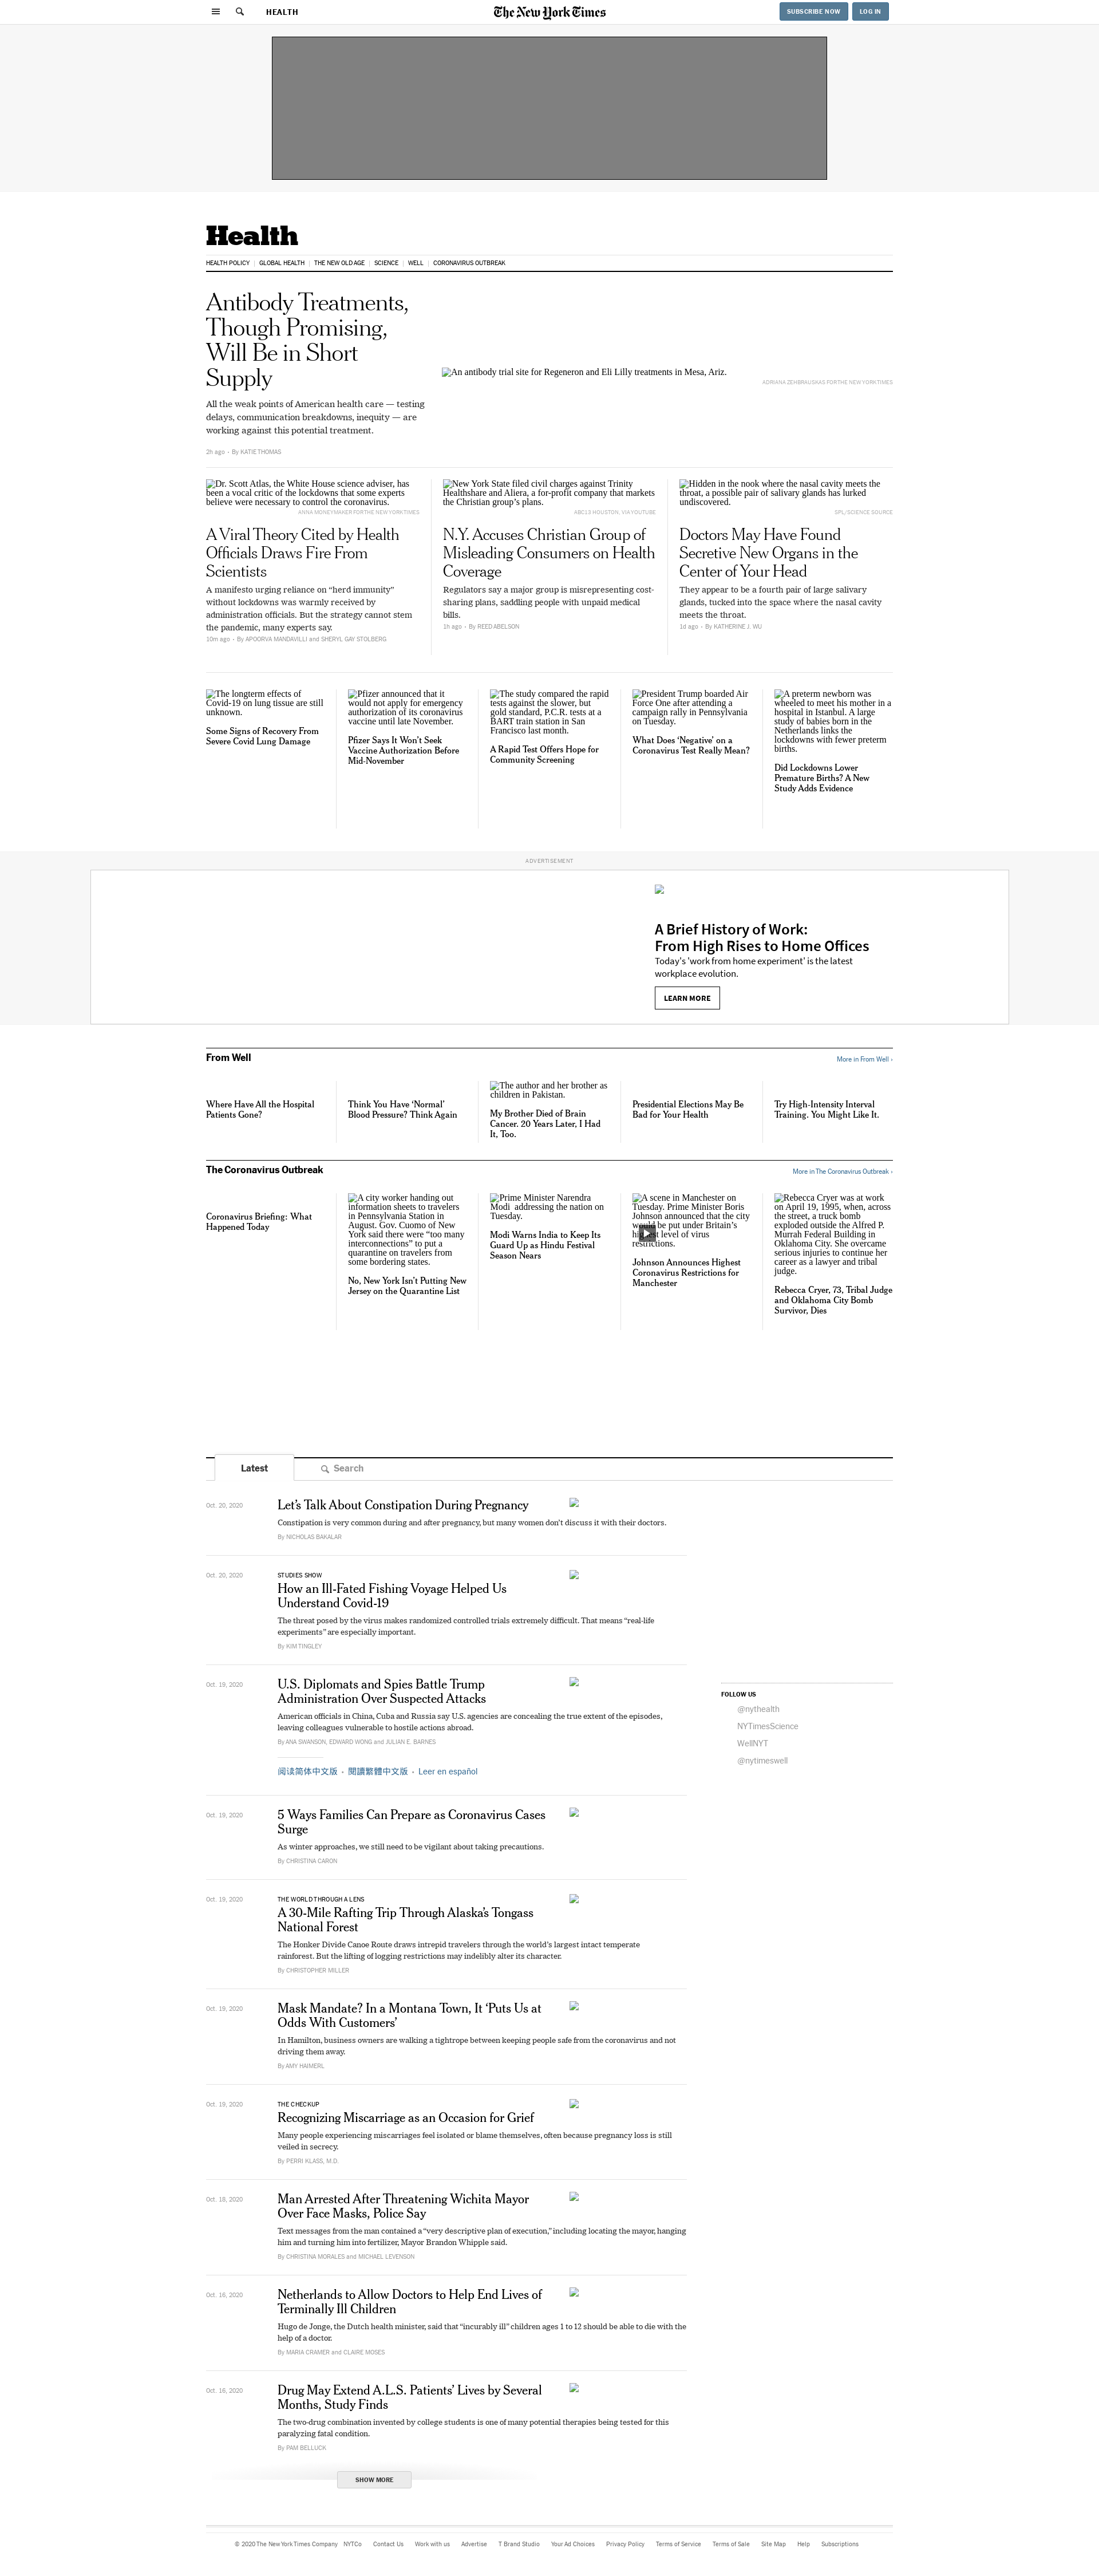 HEALTH
The New York Times
SUBSCRIBE NOW
LOG IN
Health
HEALTH POLICY
GLOBAL HEALTH
THE NEW OLD AGE
SCIENCE
WELL
CORONAVIRUS OUTBREAK
Antibody Treatments,
Though Promising,
Will Be in Short
Supply
All the weak points of American health care — testing
delays, communication breakdowns, inequity — are
working against this potential treatment.
2h ago · By KATIE THOMAS
An antibody trial site for Regeneron and Eli Lilly treatments in Mesa, Ariz.
ADRIANA ZEHBRAUSKAS FOR THE NEW YORK TIMES
Dr. Scott Atlas, the White House science adviser, has
been a vocal critic of the lockdowns that some experts
believe were necessary to control the coronavirus.
ANNA MONEYMAKER FOR THE NEW YORK TIMES
A Viral Theory Cited by Health
Officials Draws Fire From
Scientists
A manifesto urging reliance on “herd immunity”
without lockdowns was warmly received by
administration officials. But the strategy cannot stem
the pandemic, many experts say.
10m ago · By APOORVA MANDAVILLI and SHERYL GAY STOLBERG
New York State filed civil charges against Trinity
Healthshare and Aliera, a for-profit company that markets
the Christian group’s plans.
ABC13 HOUSTON, VIA YOUTUBE
N.Y. Accuses Christian Group of
Misleading Consumers on Health
Coverage
Regulators say a major group is misrepresenting cost-
sharing plans, saddling people with unpaid medical
bills.
1h ago · By REED ABELSON
Hidden in the nook where the nasal cavity meets the
throat, a possible pair of salivary glands has lurked
undiscovered.
SPL/SCIENCE SOURCE
Doctors May Have Found
Secretive New Organs in the
Center of Your Head
They appear to be a fourth pair of large salivary
glands, tucked into the space where the nasal cavity
meets the throat.
1d ago · By KATHERINE J. WU
The longterm effects of
Covid-19 on lung tissue are still
unknown.
Some Signs of Recovery From
Severe Covid Lung Damage
Pfizer announced that it
would not apply for emergency
authorization of its coronavirus
vaccine until late November.
Pfizer Says It Won’t Seek
Vaccine Authorization Before
Mid-November
The study compared the rapid
tests against the slower, but
gold standard, P.C.R. tests at a
BART train station in San
Francisco last month.
A Rapid Test Offers Hope for
Community Screening
President Trump boarded Air
Force One after attending a
campaign rally in Pennsylvania
on Tuesday.
What Does ‘Negative’ on a
Coronavirus Test Really Mean?
A preterm newborn was
wheeled to meet his mother in a
hospital in Istanbul. A large
study of babies born in the
Netherlands links the
lockdowns with fewer preterm
births.
Did Lockdowns Lower
Premature Births? A New
Study Adds Evidence
ADVERTISEMENT
A Brief History of Work:
From High Rises to Home Offices
Today's 'work from home experiment' is the latest
workplace evolution.
LEARN MORE
From Well
More in From Well ›
Where Have All the Hospital
Patients Gone?
Think You Have ‘Normal’
Blood Pressure? Think Again
The author and her brother as
children in Pakistan.
My Brother Died of Brain
Cancer. 20 Years Later, I Had
It, Too.
Presidential Elections May Be
Bad for Your Health
Try High-Intensity Interval
Training. You Might Like It.
The Coronavirus Outbreak
More in The Coronavirus Outbreak ›
Coronavirus Briefing: What
Happened Today
A city worker handing out
information sheets to travelers
in Pennsylvania Station in
August. Gov. Cuomo of New
York said there were “too many
interconnections” to put a
quarantine on travelers from
some bordering states.
No, New York Isn’t Putting New
Jersey on the Quarantine List
Prime Minister Narendra
Modi addressing the nation on
Tuesday.
Modi Warns India to Keep Its
Guard Up as Hindu Festival
Season Nears
A scene in Manchester on
Tuesday. Prime Minister Boris
Johnson announced that the city
would be put under Britain’s
highest level of virus
restrictions.
Johnson Announces Highest
Coronavirus Restrictions for
Manchester
Rebecca Cryer was at work
on April 19, 1995, when, across
the street, a truck bomb
exploded outside the Alfred P.
Murrah Federal Building in
Oklahoma City. She overcame
serious injuries to continue her
career as a lawyer and tribal
judge.
Rebecca Cryer, 73, Tribal Judge
and Oklahoma City Bomb
Survivor, Dies
Latest
Search
Oct. 20, 2020
Let’s Talk About Constipation During Pregnancy
Constipation is very common during and after pregnancy, but many women don’t discuss it with their doctors.
By NICHOLAS BAKALAR
Oct. 20, 2020
STUDIES SHOW
How an Ill-Fated Fishing Voyage Helped Us
Understand Covid-19
The threat posed by the virus makes randomized controlled trials extremely difficult. That means “real-life
experiments” are especially important.
By KIM TINGLEY
Oct. 19, 2020
U.S. Diplomats and Spies Battle Trump
Administration Over Suspected Attacks
American officials in China, Cuba and Russia say U.S. agencies are concealing the true extent of the episodes,
leaving colleagues vulnerable to hostile actions abroad.
By ANA SWANSON, EDWARD WONG and JULIAN E. BARNES
阅读简体中文版 · 閱讀繁體中文版 · Leer en español
FOLLOW US
@nythealth
NYTimesScience
WellNYT
@nytimeswell
Oct. 19, 2020
5 Ways Families Can Prepare as Coronavirus Cases
Surge
As winter approaches, we still need to be vigilant about taking precautions.
By CHRISTINA CARON
Oct. 19, 2020
THE WORLD THROUGH A LENS
A 30-Mile Rafting Trip Through Alaska’s Tongass
National Forest
The Honker Divide Canoe Route draws intrepid travelers through the world’s largest intact temperate
rainforest. But the lifting of logging restrictions may indelibly alter its character.
By CHRISTOPHER MILLER
Oct. 19, 2020
Mask Mandate? In a Montana Town, It ‘Puts Us at
Odds With Customers’
In Hamilton, business owners are walking a tightrope between keeping people safe from the coronavirus and not
driving them away.
By AMY HAIMERL
Oct. 19, 2020
THE CHECKUP
Recognizing Miscarriage as an Occasion for Grief
Many people experiencing miscarriages feel isolated or blame themselves, often because pregnancy loss is still
veiled in secrecy.
By PERRI KLASS, M.D.
Oct. 18, 2020
Man Arrested After Threatening Wichita Mayor
Over Face Masks, Police Say
Text messages from the man contained a “very descriptive plan of execution,” including locating the mayor, hanging
him and turning him into fertilizer, Mayor Brandon Whipple said.
By CHRISTINA MORALES and MICHAEL LEVENSON
Oct. 16, 2020
Netherlands to Allow Doctors to Help End Lives of
Terminally Ill Children
Hugo de Jonge, the Dutch health minister, said that “incurably ill” children ages 1 to 12 should be able to die with the
help of a doctor.
By MARIA CRAMER and CLAIRE MOSES
Oct. 16, 2020
Drug May Extend A.L.S. Patients’ Lives by Several
Months, Study Finds
The two-drug combination invented by college students is one of many potential therapies being tested for this
paralyzing fatal condition.
By PAM BELLUCK
SHOW MORE
© 2020 The New York Times Company
NYTCo
Contact Us
Work with us
Advertise
T Brand Studio
Your Ad Choices
Privacy Policy
Terms of Service
Terms of Sale
Site Map
Help
Subscriptions